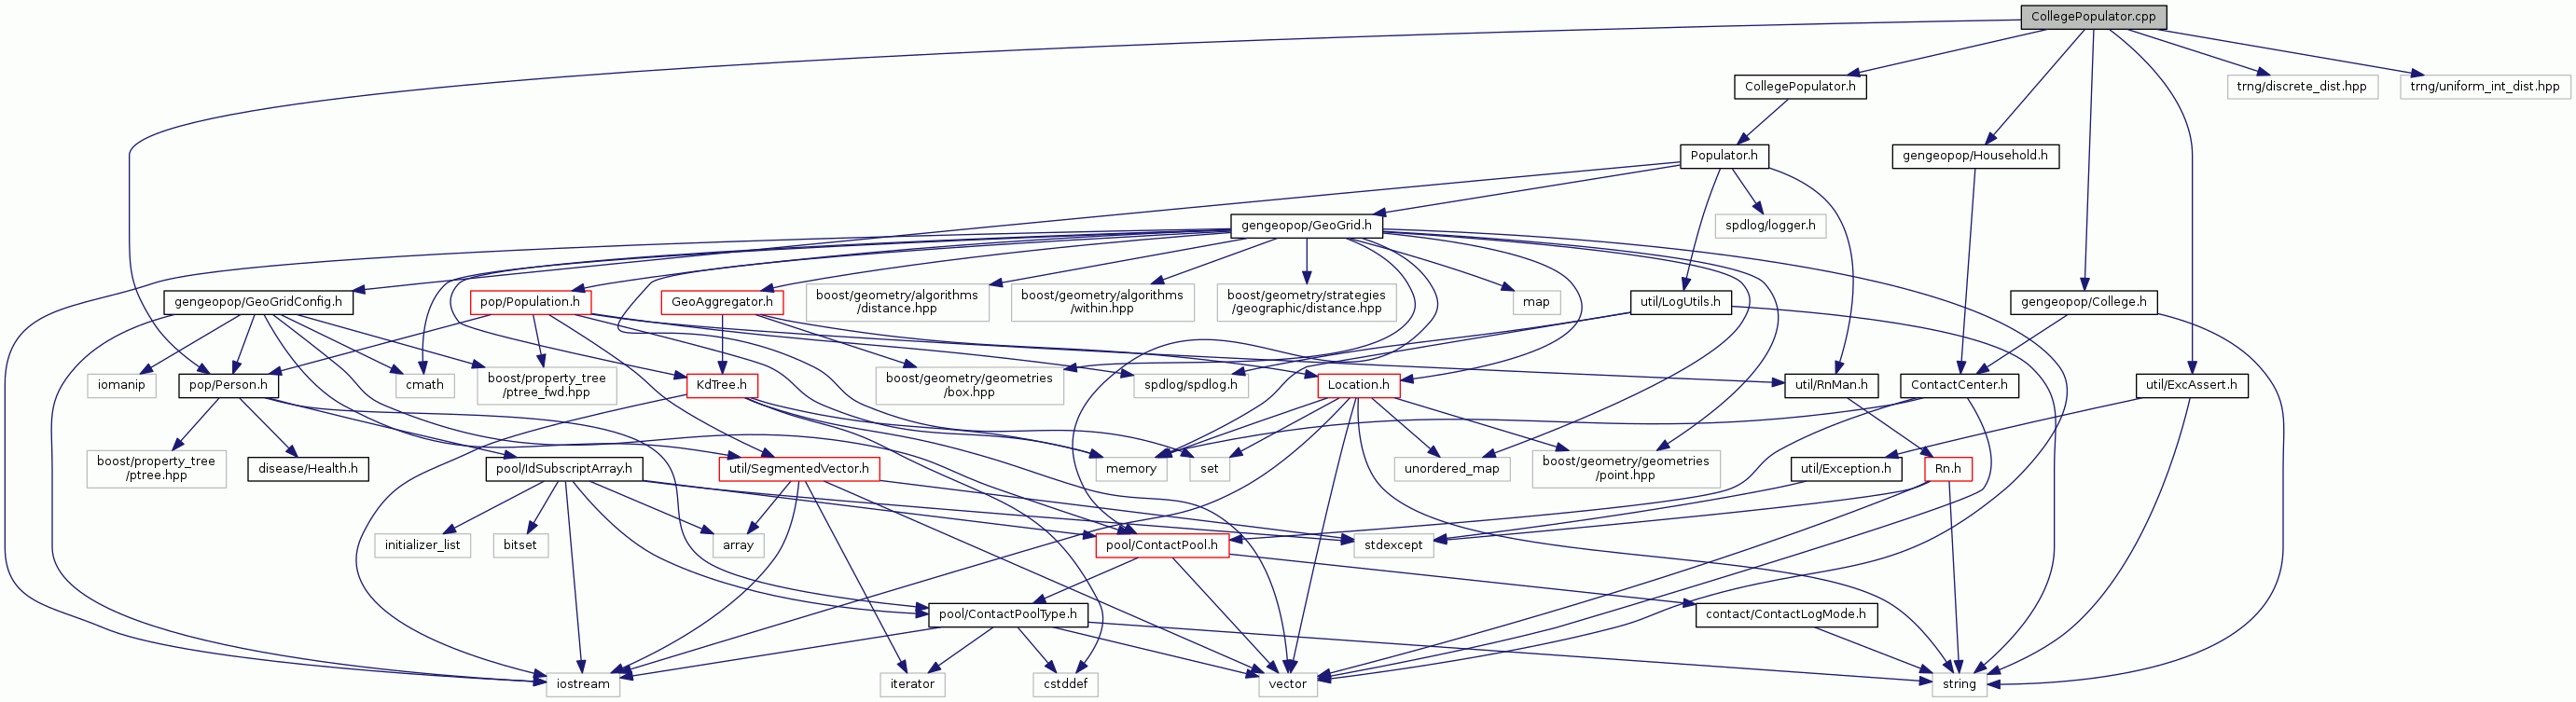 CollegePopulator.cpp
CollegePopulator.h
trng/discrete_dist.hpp
trng/uniform_int_dist.hpp
Populator.h
gengeopop/Household.h
gengeopop/GeoGrid.h
spdlog/logger.h
gengeopop/GeoGridConfig.h
pop/Population.h
GeoAggregator.h
boost/geometry/algorithms
/distance.hpp
boost/geometry/algorithms
/within.hpp
boost/geometry/strategies
/geographic/distance.hpp
map
util/LogUtils.h
gengeopop/College.h
iomanip
pop/Person.h
cmath
boost/property_tree
/ptree_fwd.hpp
KdTree.h
boost/geometry/geometries
/box.hpp
spdlog/spdlog.h
Location.h
util/RnMan.h
ContactCenter.h
util/ExcAssert.h
boost/property_tree
/ptree.hpp
disease/Health.h
pool/IdSubscriptArray.h
util/SegmentedVector.h
memory
set
unordered_map
boost/geometry/geometries
/point.hpp
util/Exception.h
Rn.h
initializer_list
bitset
array
pool/ContactPool.h
stdexcept
pool/ContactPoolType.h
contact/ContactLogMode.h
iostream
iterator
cstddef
vector
string